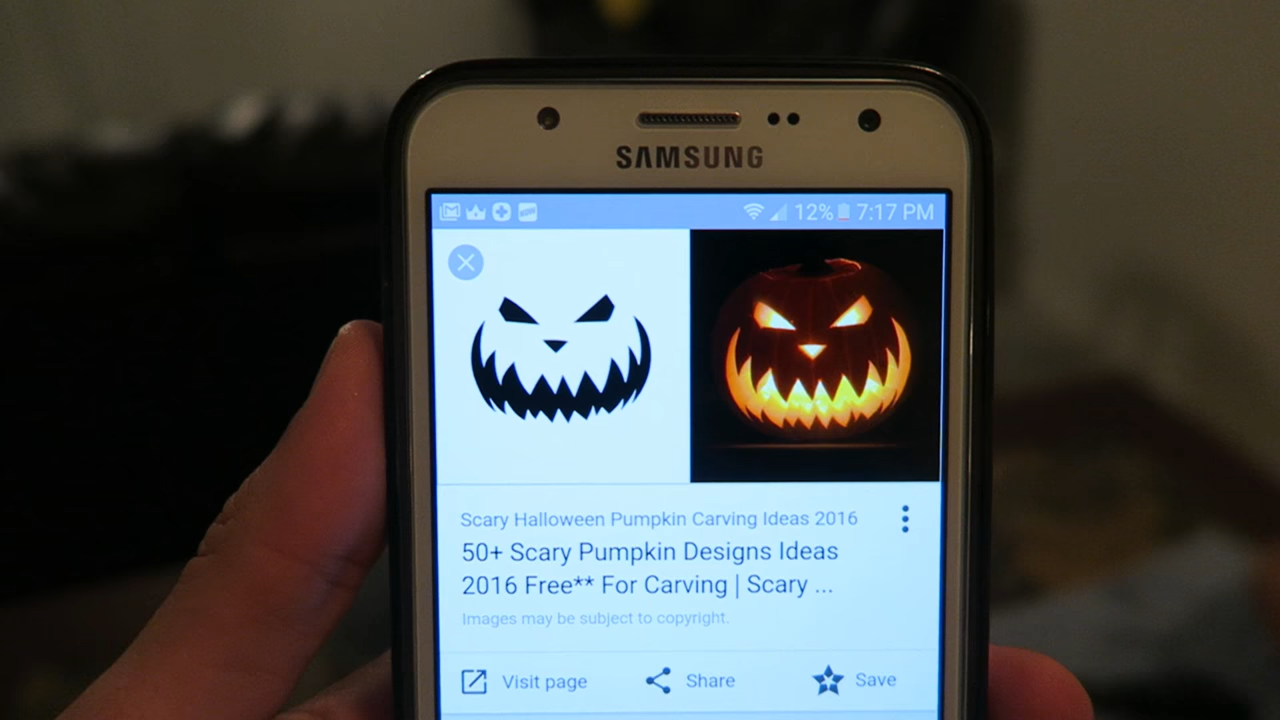 SAMSUNG
12% 7:17 PM
Scary Halloween Pumpkin Carving Ideas 2016
50+ Scary Pumpkin Designs Ideas
2016 Free** For Carving | Scary ...
Images may be subject to copyright.
Visit page Share Save